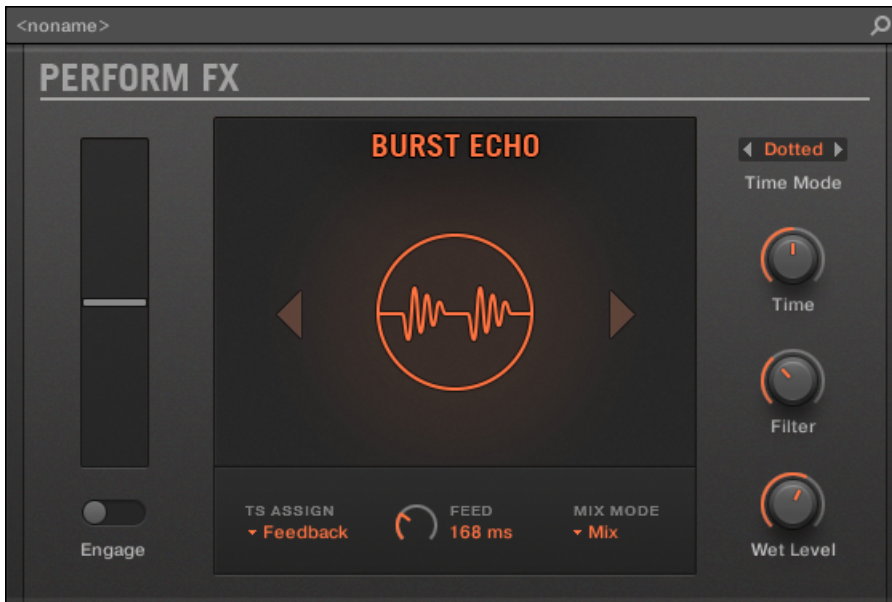 <noname>
PERFORM FX
BURST ECHO
Dotted
Time Mode
Time
Filter
Wet Level
Engage
TS ASSIGN
Feedback
FEED
168 ms
MIX MODE
Mix